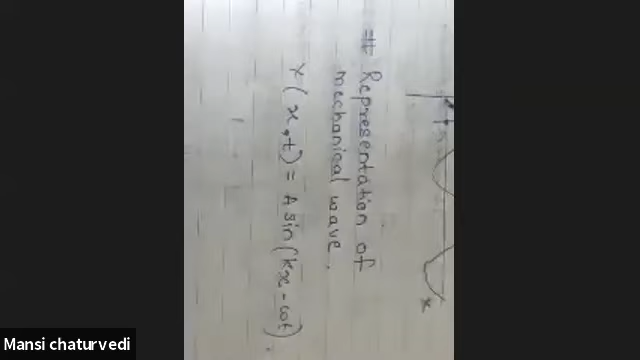 # Representation of
mechanical wave.
x(x,t) = A sin(kx - ωt).
x
Mansi chaturvedi